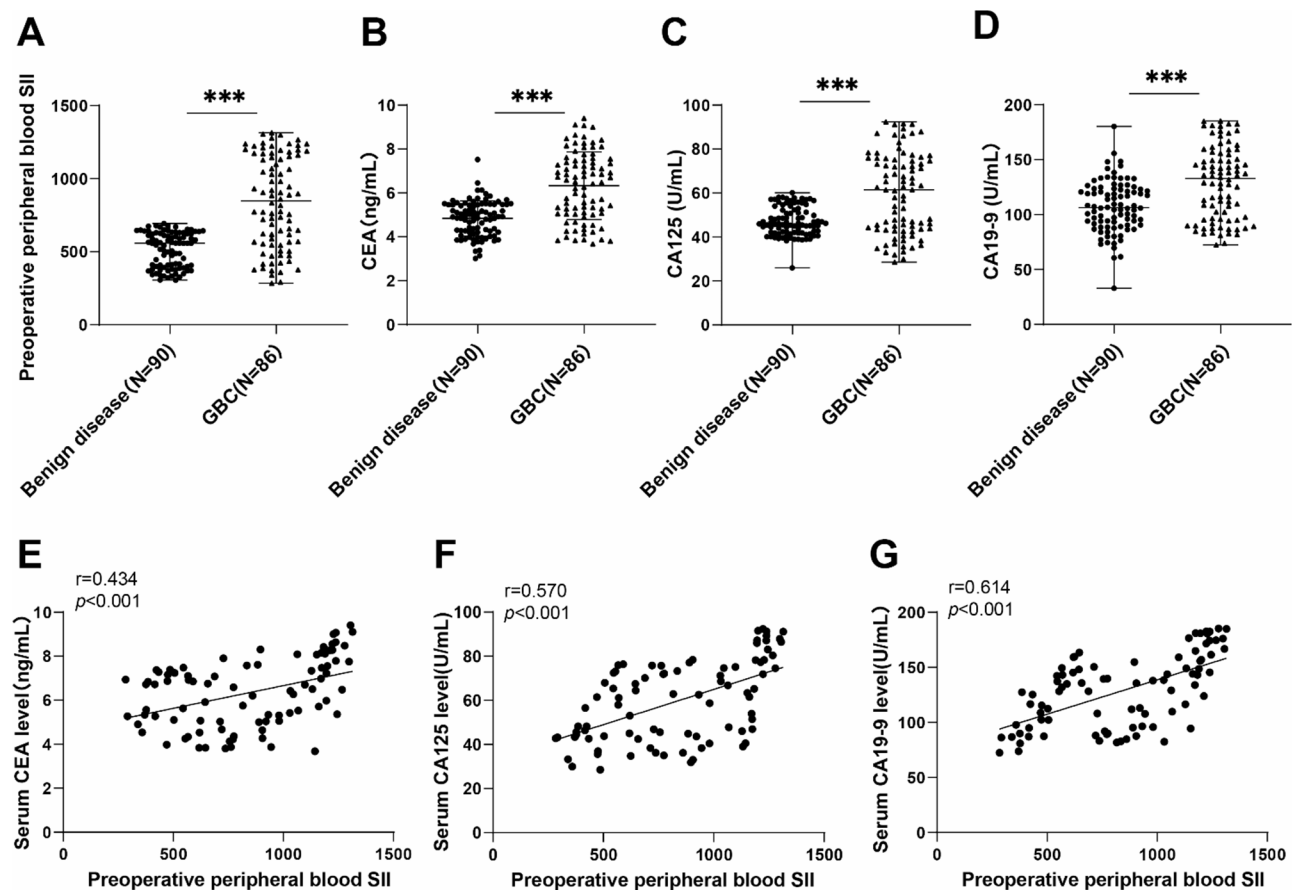 A
B
C
D
Preoperative peripheral blood SII
***
1500
1000
500
0
Benign disease(N=90)
GBC(N=86)
CEA(ng/mL)
***
10
8
6
4
2
0
Benign disease(N=90)
GBC(N=86)
CA125 (U/mL)
***
100
80
60
40
20
0
Benign disease(N=90)
GBC(N=86)
CA19-9 (U/mL)
***
200
150
100
50
0
Benign disease(N=90)
GBC(N=86)
E
r=0.434
p<0.001
Serum CEA level(ng/mL)
10
8
6
4
2
0
0
500
1000
1500
Preoperative peripheral blood SII
F
r=0.570
p<0.001
Serum CA125 level(U/mL)
100
80
60
40
20
0
0
500
1000
1500
Preoperative peripheral blood SII
G
r=0.614
p<0.001
Serum CA19-9 level(U/mL)
200
150
100
50
0
0
500
1000
1500
Preoperative peripheral blood SII